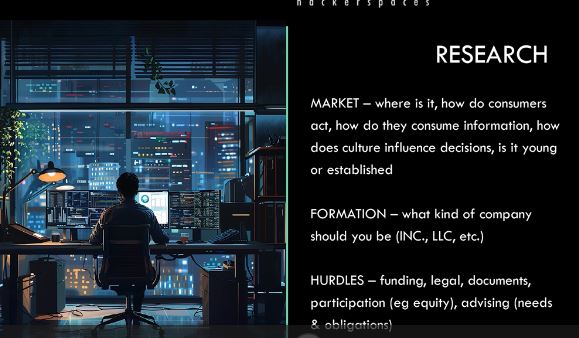 hackerspaces
RESEARCH
MARKET – where is it, how do consumers
act, how do they consume information, how
does culture influence decisions, is it young
or established
FORMATION – what kind of company
should you be (INC., LLC, etc.)
HURDLES – funding, legal, documents,
participation (eg equity), advising (needs
& obligations)